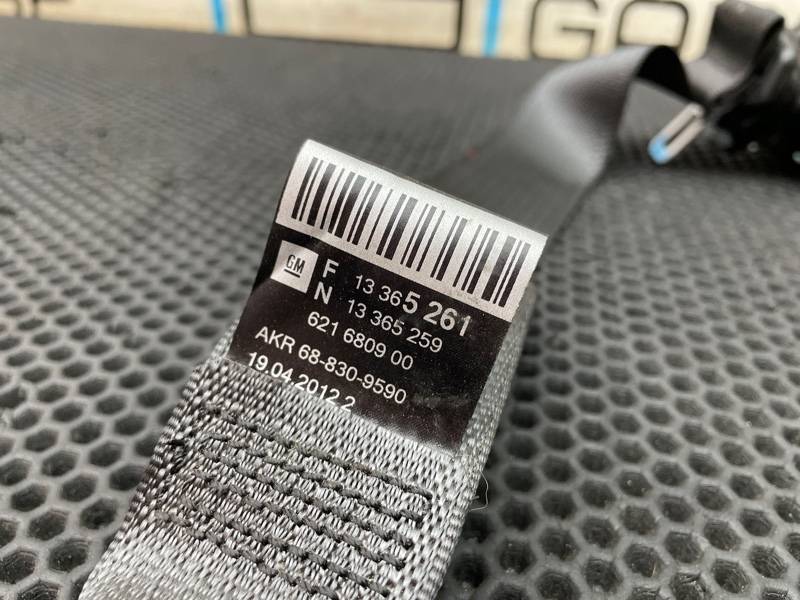 GM
F 13 365 261
N 13 365 259
621 6809 00
AKR 68-830-9590
19.04.2012 2